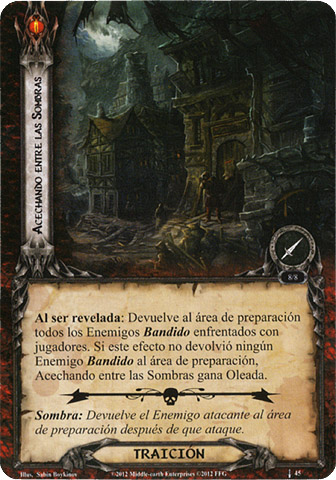 ACECHANDO ENTRE LAS SOMBRAS
8/8
Al ser revelada: Devuelve al área de preparación
todos los Enemigos Bandido enfrentados con
jugadores. Si este efecto no devolvió ningún
Enemigo Bandido al área de preparación,
Acechando entre las Sombras gana Oleada.
Sombra: Devuelve el Enemigo atacante al área
de preparación después de que ataque.
TRAICIÓN
Illus. Sabin Boykinov
©2012 Middle-earth Enterprises ©2012 FFG
45